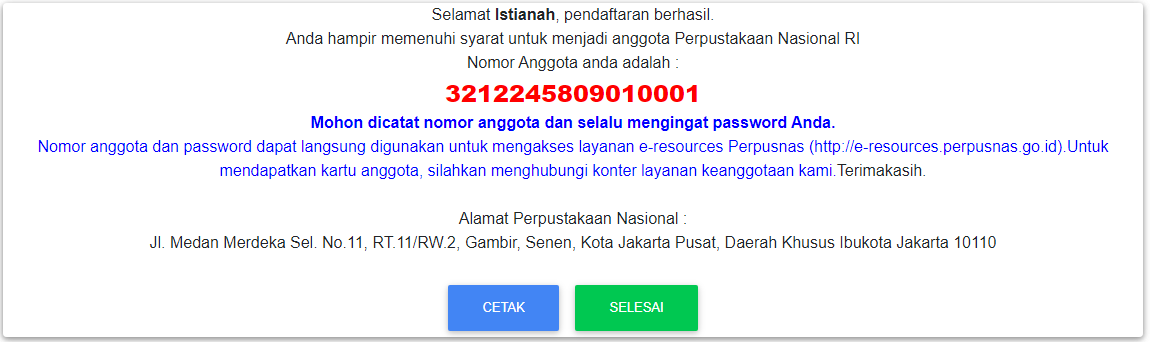 Selamat Istianah, pendaftaran berhasil.
Anda hampir memenuhi syarat untuk menjadi anggota Perpustakaan Nasional RI
Nomor Anggota anda adalah :
3212245809010001
Mohon dicatat nomor anggota dan selalu mengingat password Anda.
Nomor anggota dan password dapat langsung digunakan untuk mengakses layanan e-resources Perpusnas (http://e-resources.perpusnas.go.id).Untuk
mendapatkan kartu anggota, silahkan menghubungi konter layanan keanggotaan kami.Terimakasih.
Alamat Perpustakaan Nasional :
Jl. Medan Merdeka Sel. No.11, RT.11/RW.2, Gambir, Senen, Kota Jakarta Pusat, Daerah Khusus Ibukota Jakarta 10110
CETAK
SELESAI